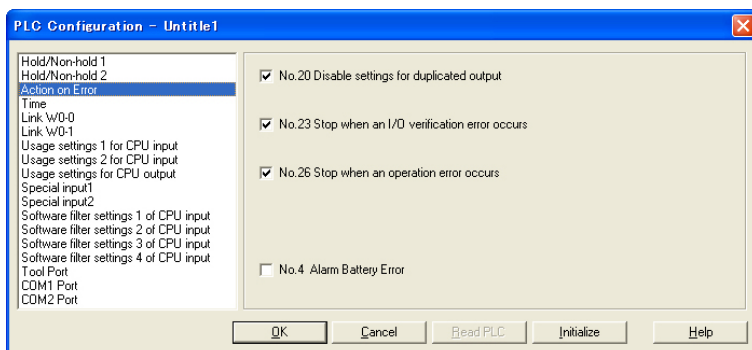 PLC Configuration - Untitle1
Hold/Non-hold 1
Hold/Non-hold 2
Action on Error
Time
Link W0-0
Link W0-1
Usage settings 1 for CPU input
Usage settings 2 for CPU input
Usage settings for CPU output
Special input1
Special input2
Software filter settings 1 of CPU input
Software filter settings 2 of CPU input
Software filter settings 3 of CPU input
Software filter settings 4 of CPU input
Tool Port
COM1 Port
COM2 Port
No.20 Disable settings for duplicated output
No.23 Stop when an I/O verification error occurs
No.26 Stop when an operation error occurs
No.4 Alarm Battery Error
OK Cancel Read PLC Initialize Help